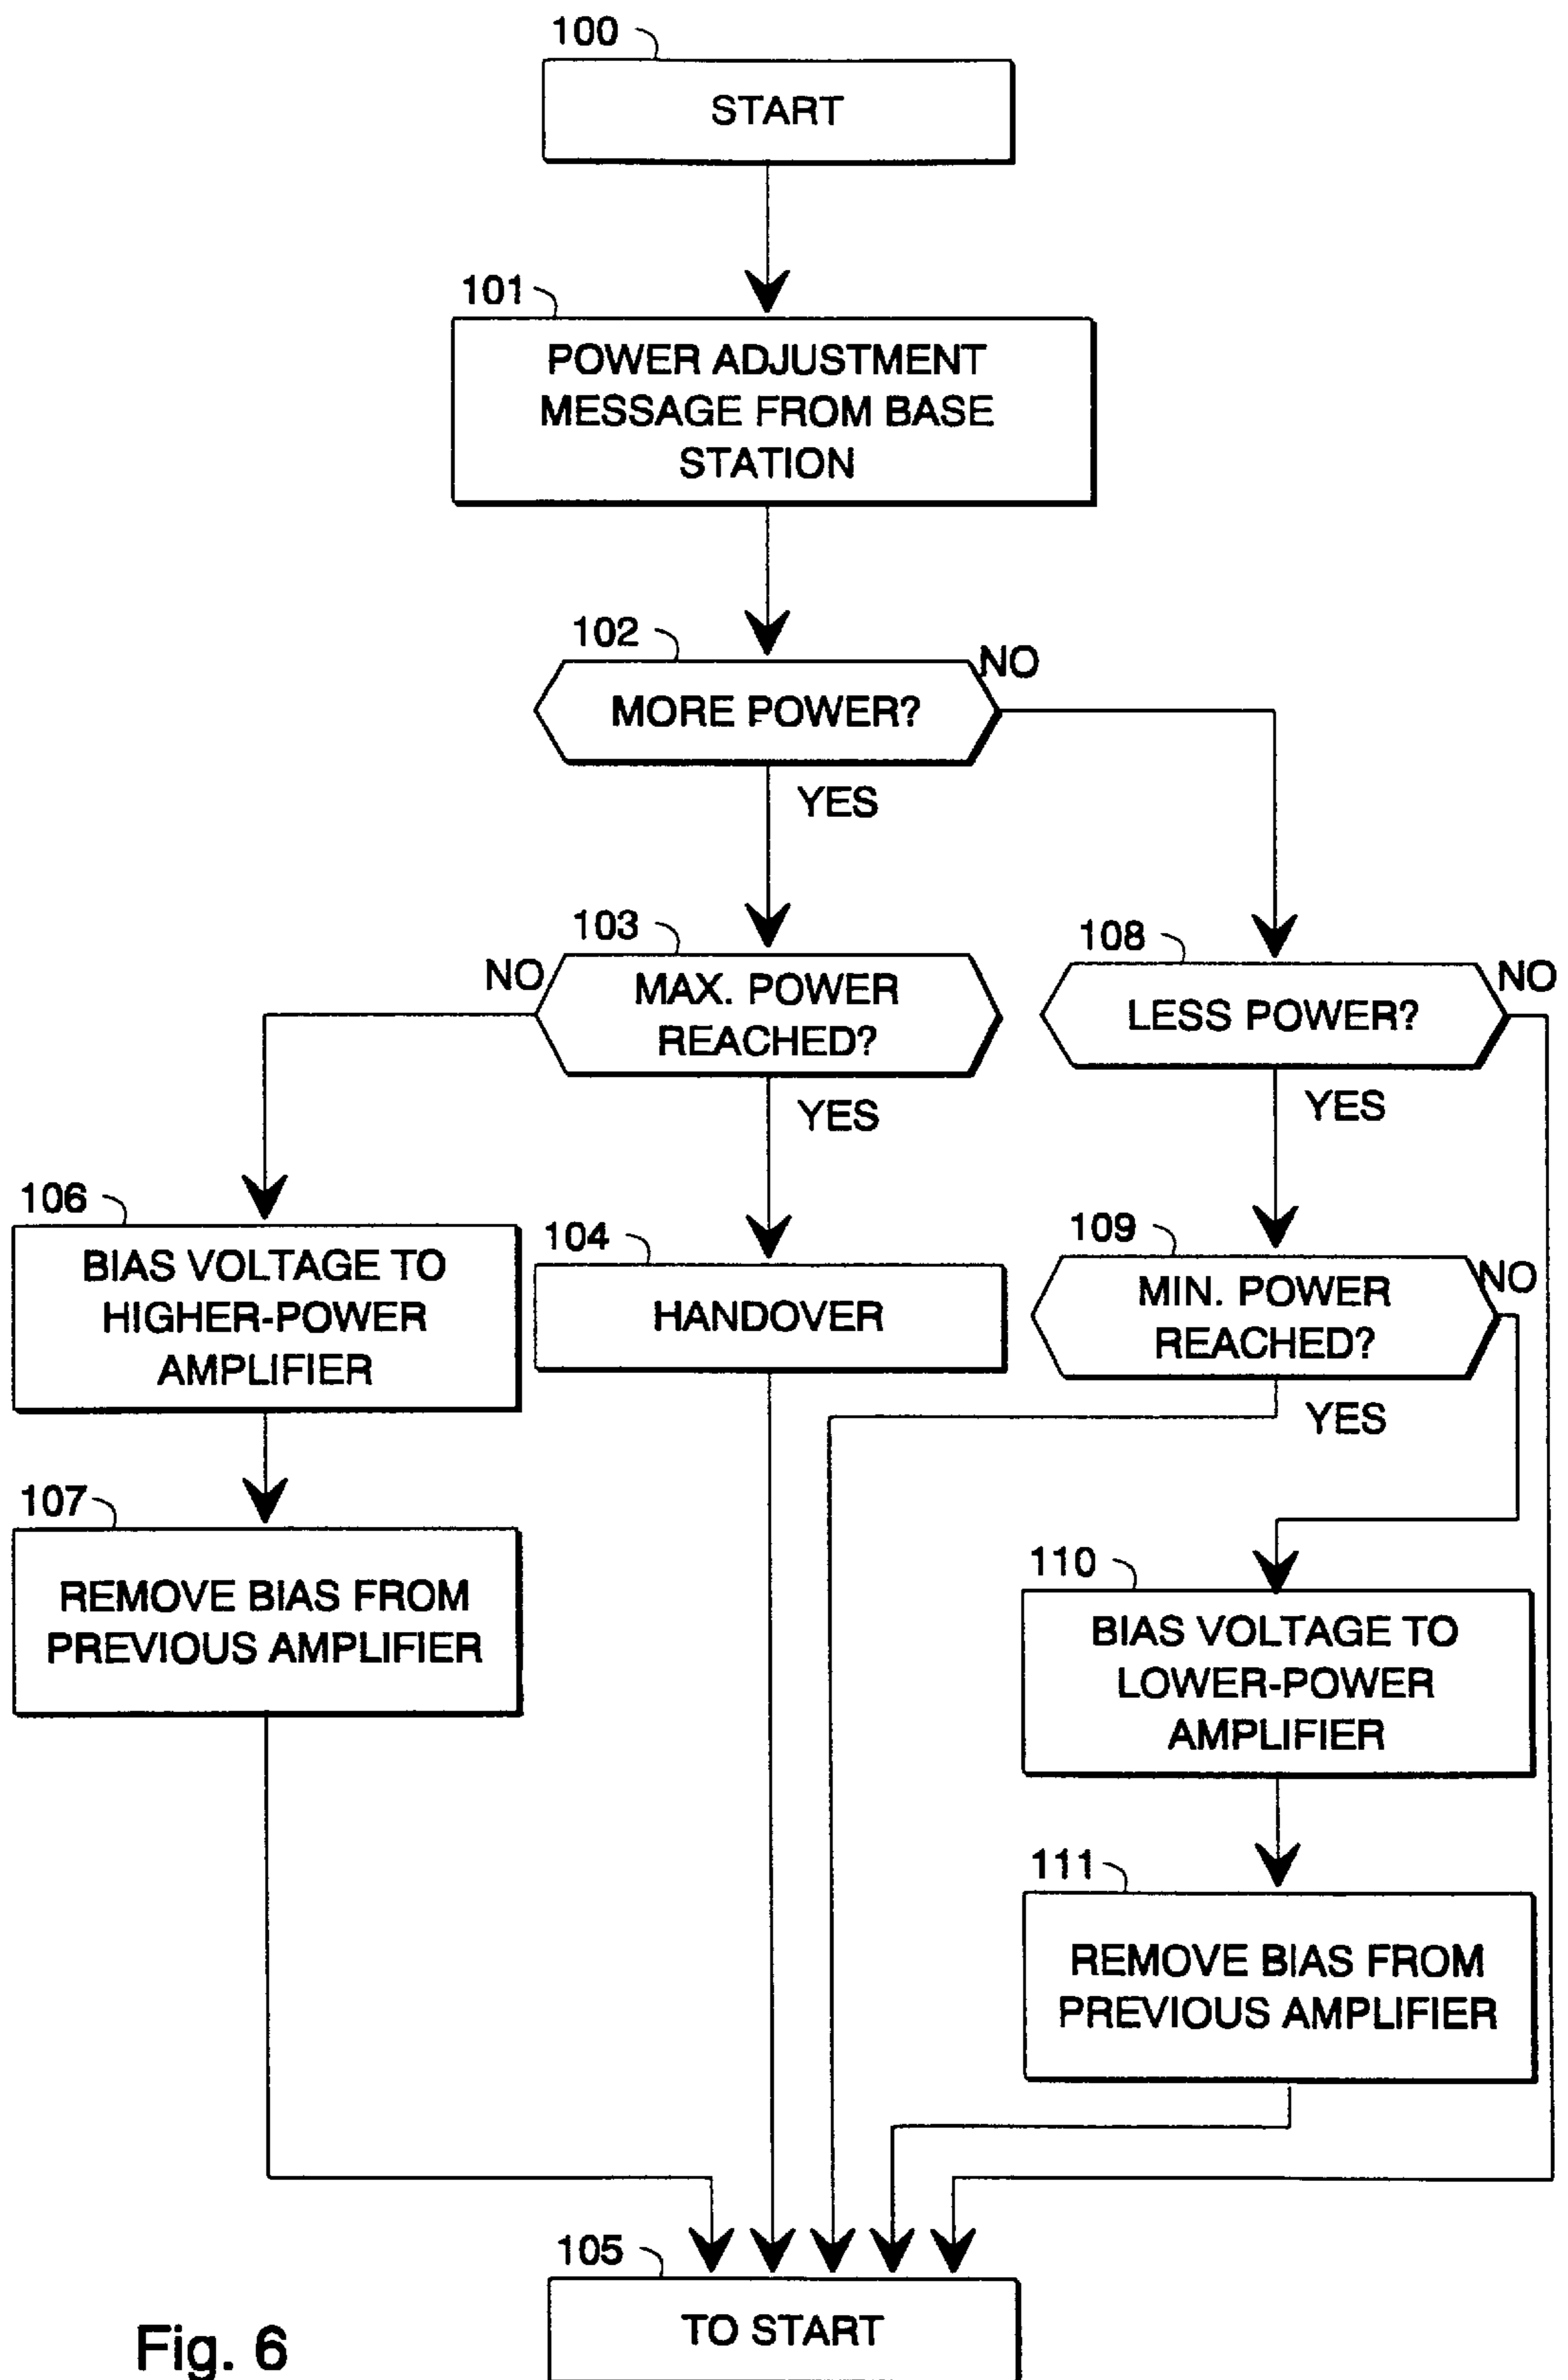 100
START
101
POWER ADJUSTMENT
MESSAGE FROM BASE
STATION
102
MORE POWER?
NO
YES
103
NO
MAX. POWER
REACHED?
YES
108
LESS POWER?
NO
YES
106
BIAS VOLTAGE TO
HIGHER-POWER
AMPLIFIER
104
HANDOVER
109
MIN. POWER
REACHED?
NO
YES
107
REMOVE BIAS FROM
PREVIOUS AMPLIFIER
110
BIAS VOLTAGE TO
LOWER-POWER
AMPLIFIER
111
REMOVE BIAS FROM
PREVIOUS AMPLIFIER
105
TO START
Fig. 6